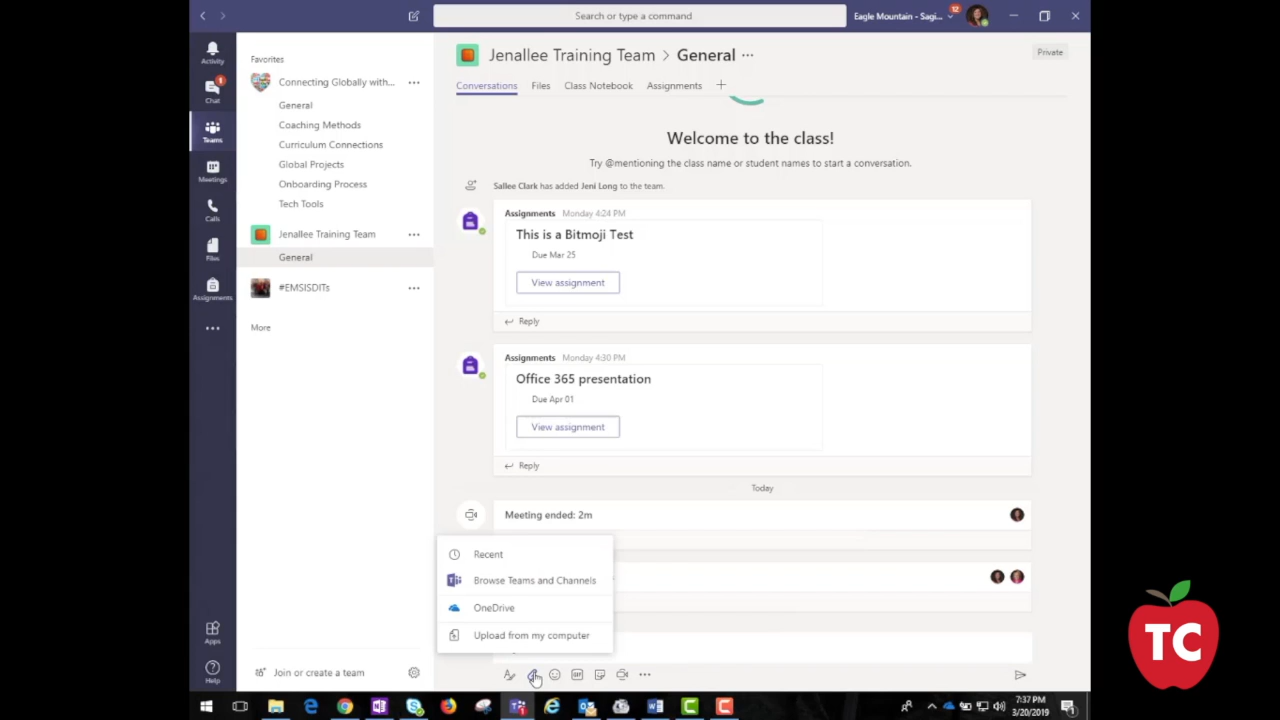 Search or type a command
Eagle Mountain - Sagi...
12
Activity
Chat
1
Teams
Meetings
Calls
Files
Assignments
Apps
Help
Favorites
Connecting Globally with...
General
Coaching Methods
Curriculum Connections
Global Projects
Onboarding Process
Tech Tools
Jenallee Training Team
General
#EMSISDITs
More
Join or create a team
Jenallee Training Team > General
Private
Conversations Files Class Notebook Assignments
Welcome to the class!
Try @mentioning the class name or student names to start a conversation.
Sallee Clark has added Jeni Long to the team.
Assignments Monday 4:24 PM
This is a Bitmoji Test
Due Mar 25
View assignment
Reply
Assignments Monday 4:30 PM
Office 365 presentation
Due Apr 01
View assignment
Reply
Today
Meeting ended: 2m
Recent
Browse Teams and Channels
OneDrive
Upload from my computer
GIF
7:37 PM
3/20/2019
TC